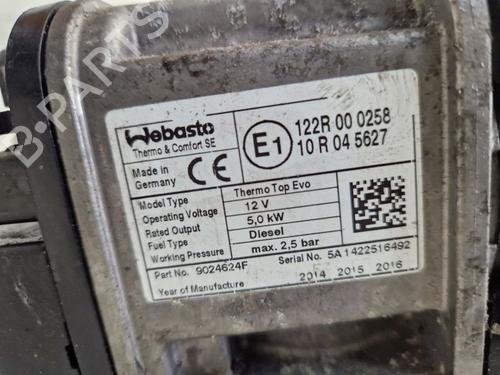 B-PARTS
Webasto
Thermo & Comfort SE
Made in
Germany
CE
E1
122R 00 0258
10 R 04 5627
Model Type Thermo Top Evo
Operating Voltage 12 V
Rated Output 5,0 kW
Fuel Type Diesel
Working Pressure max. 2,5 bar
Part No. 9024624F Serial No. 5A1422516492
Year of Manufacture 2014 2015 2016